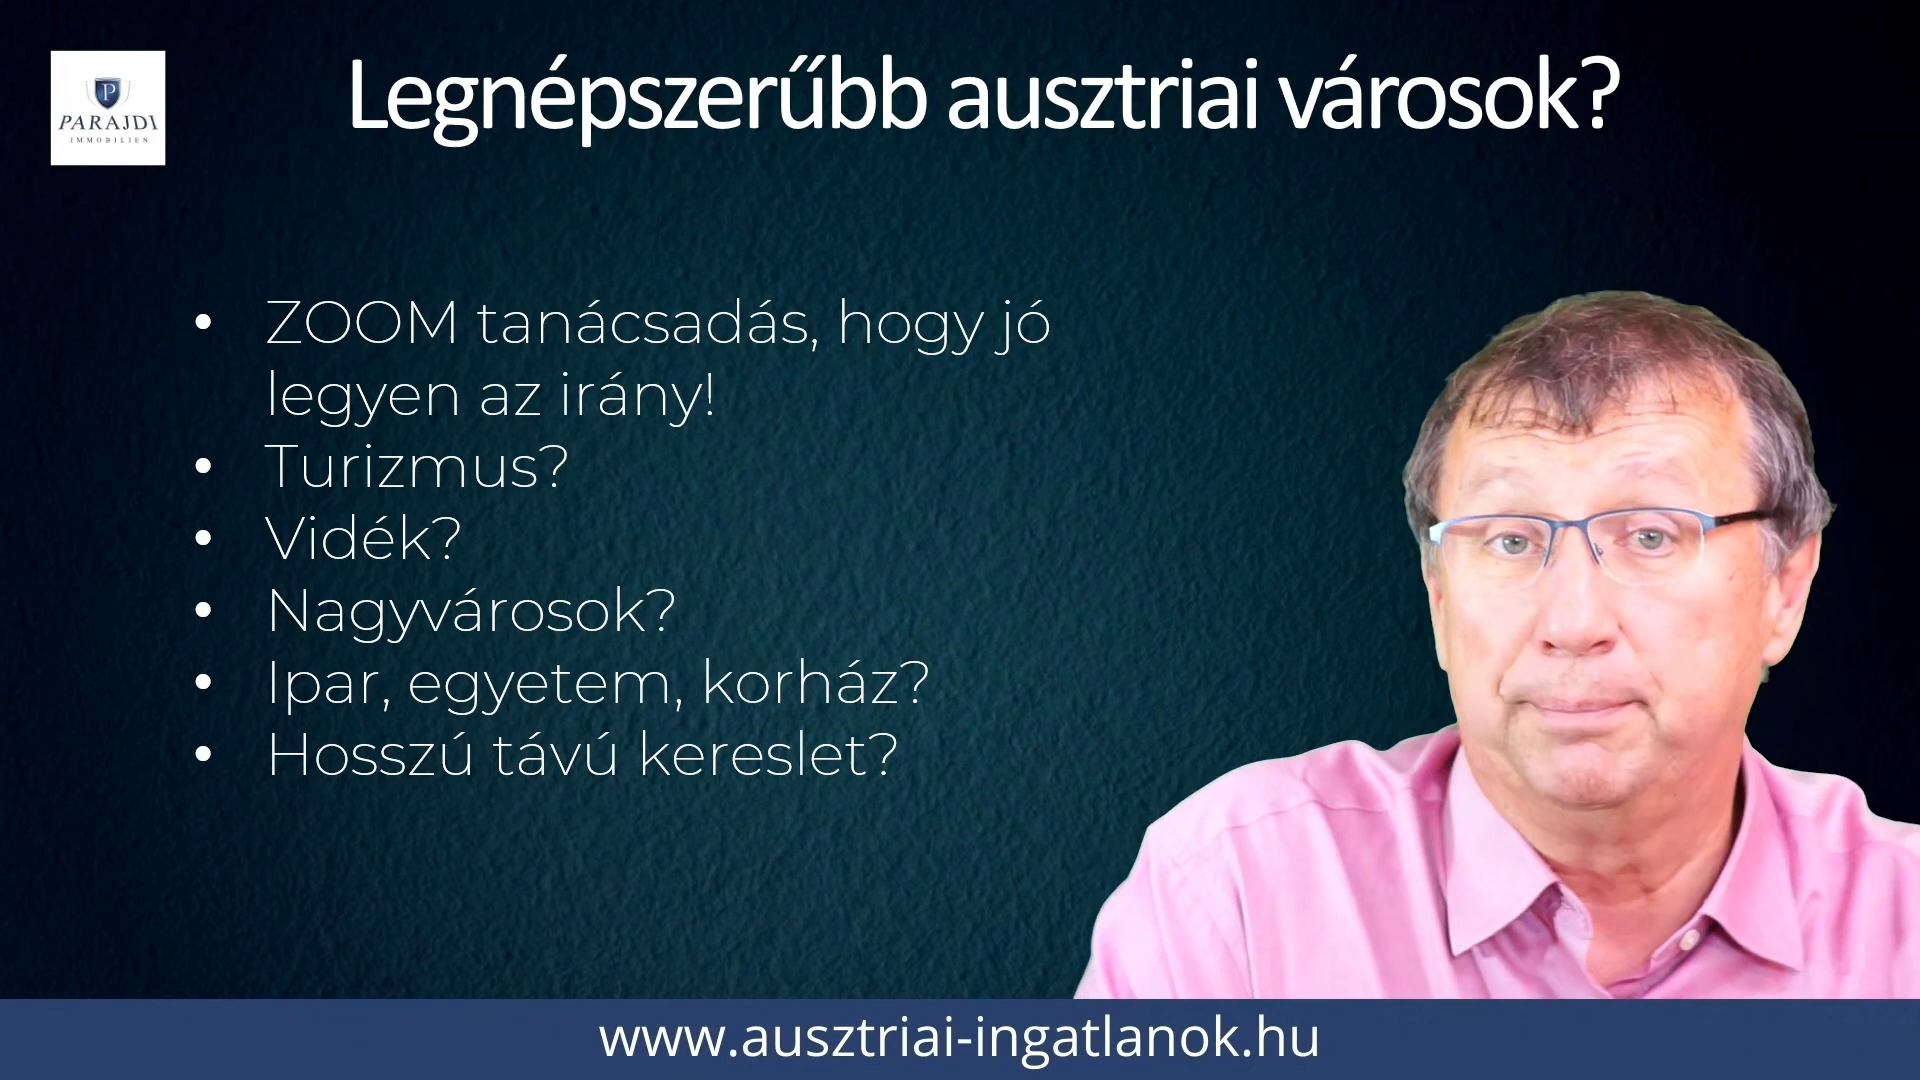 Legnépszerűbb ausztriai városok?
P
PARAJDI
IMMOBILIEN
• ZOOM tanácsadás, hogy jó
legyen az irány!
• Turizmus?
• Vidék?
• Nagyvárosok?
• Ipar, egyetem, korház?
• Hosszú távú kereslet?
www.ausztriai-ingatlanok.hu